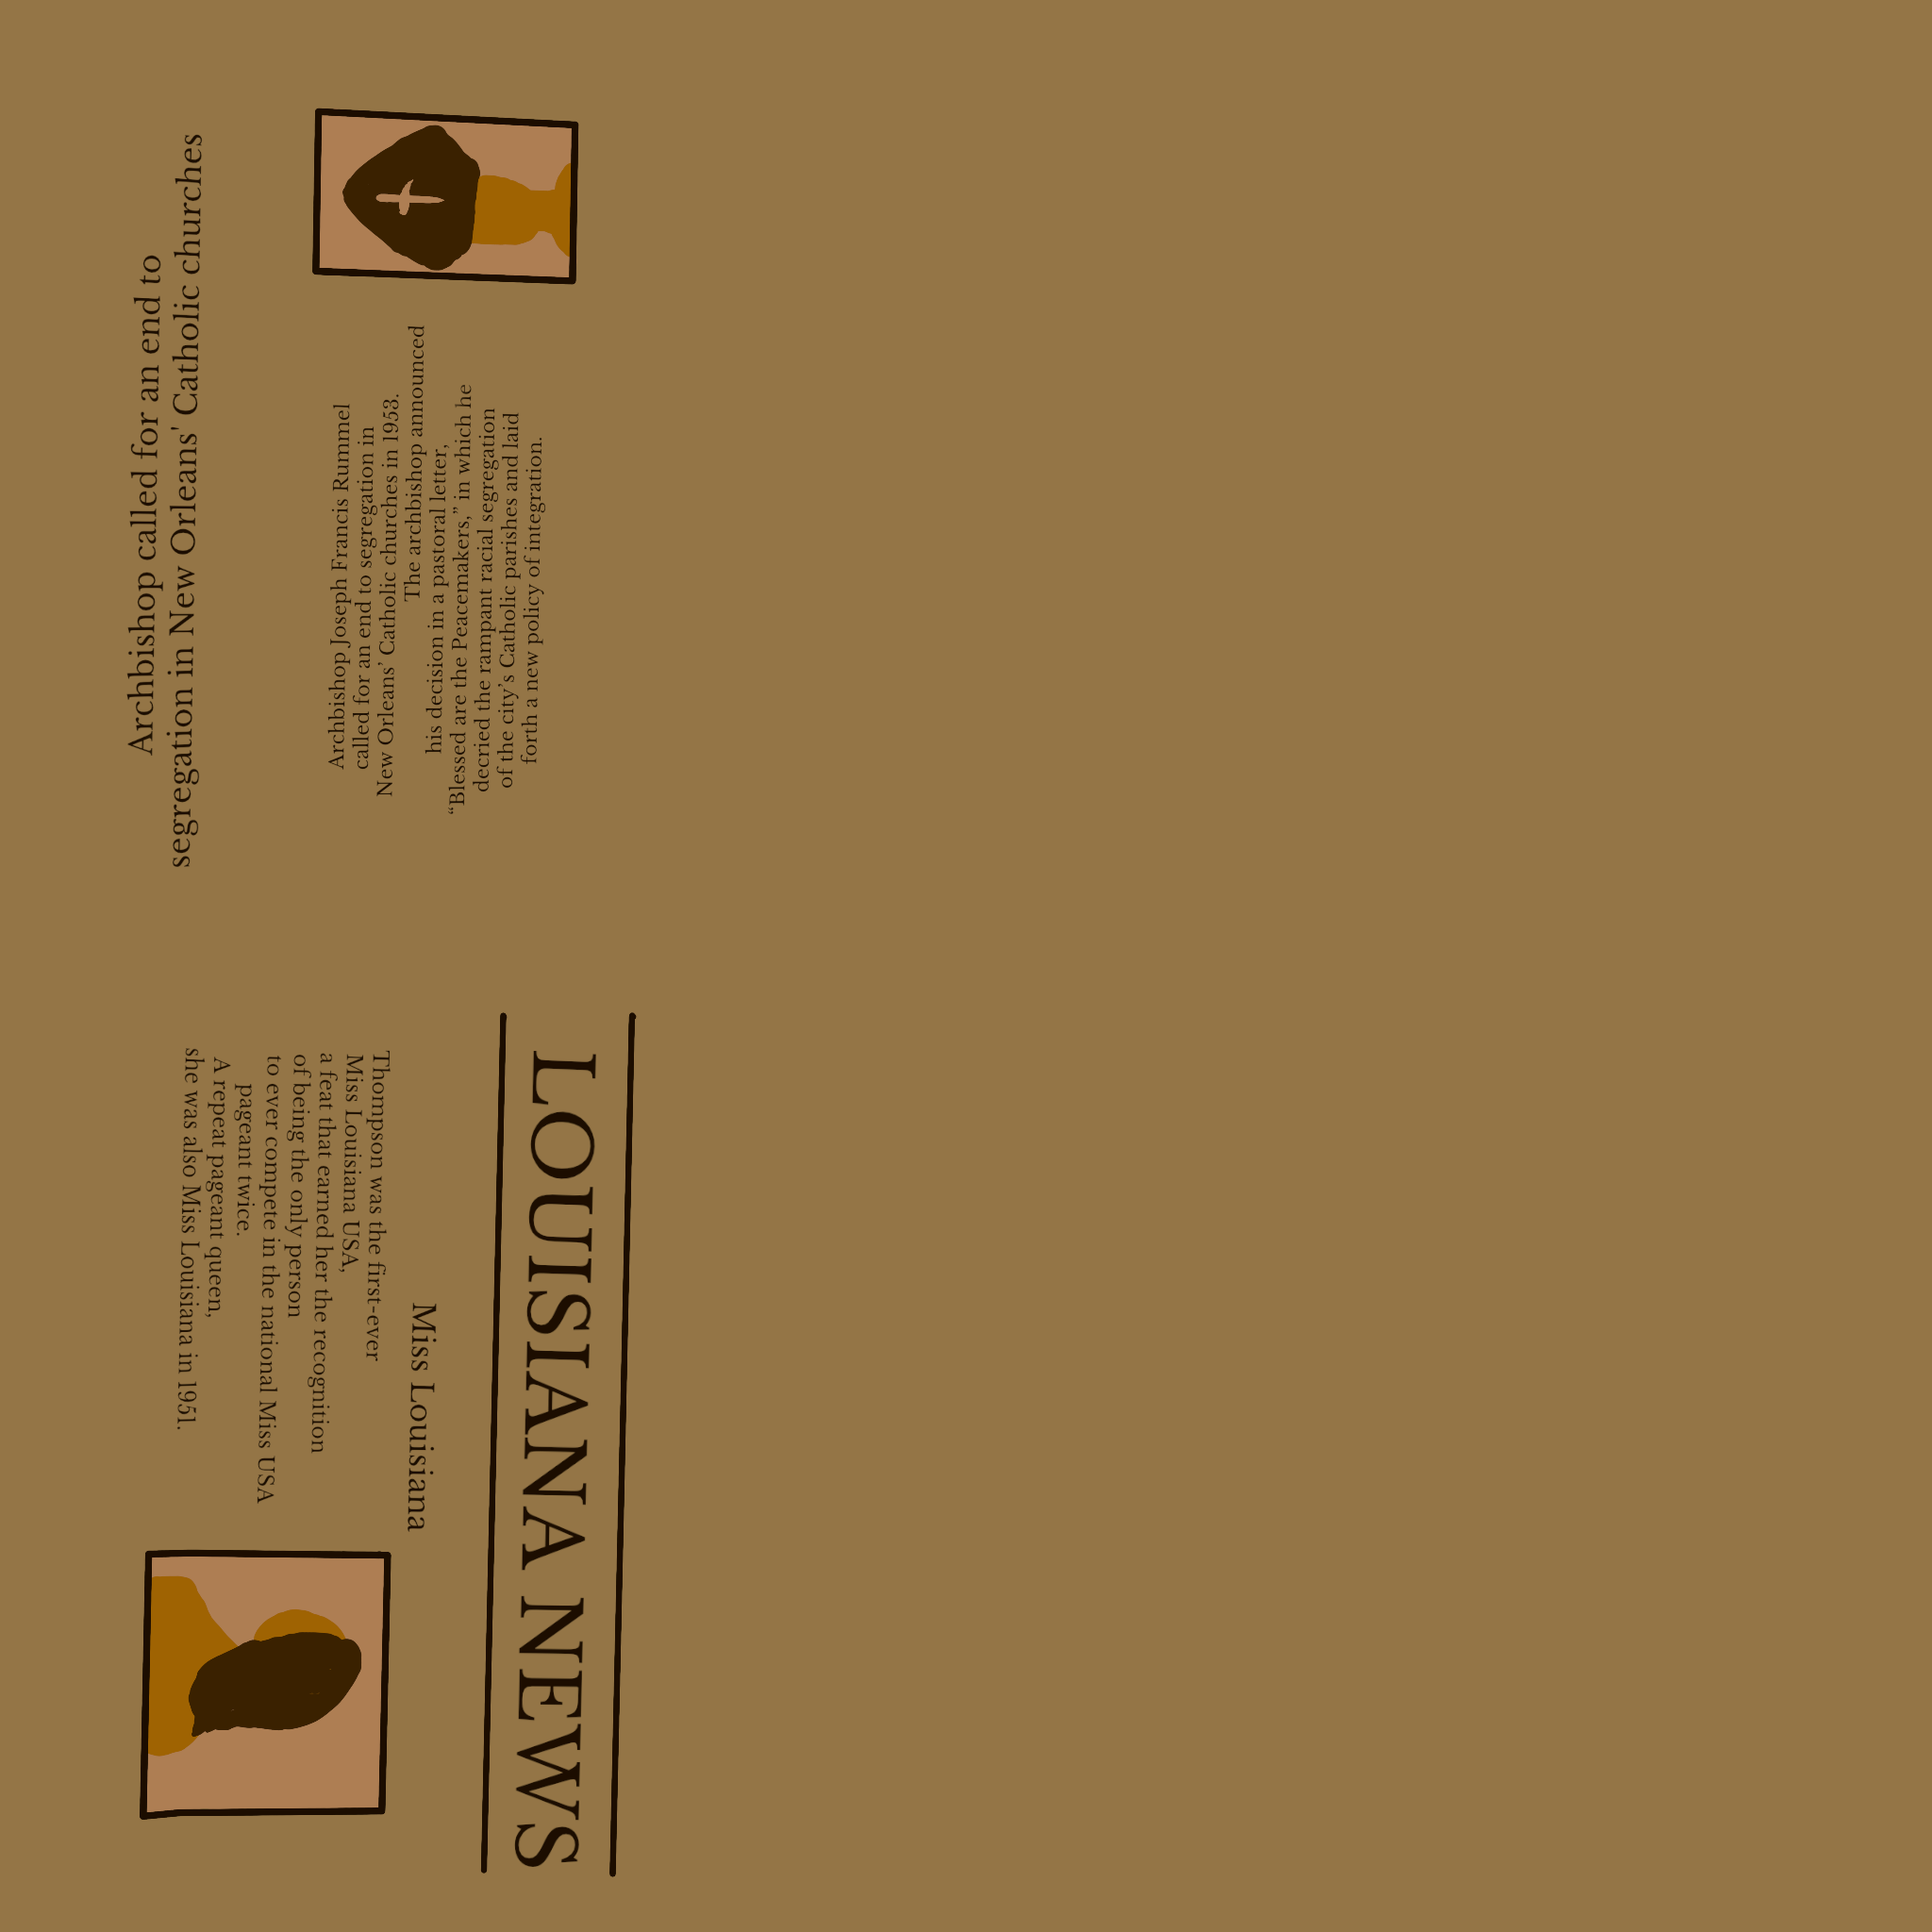 LOUISIANA NEWS
Miss Louisiana
Thompson was the first-ever
Miss Louisiana USA,
a feat that earned her the recognition
of being the only person
to ever compete in the national Miss USA
pageant twice.
A repeat pageant queen,
she was also Miss Louisiana in 1951.
Archbishop called for an end to
segregation in New Orleans' Catholic churches
Archbishop Joseph Francis Rummel
called for an end to segregation in
New Orleans’ Catholic churches in 1953.
The archbishop announced
his decision in a pastoral letter,
“Blessed are the Peacemakers,” in which he
decried the rampant racial segregation
of the city’s Catholic parishes and laid
forth a new policy of integration.